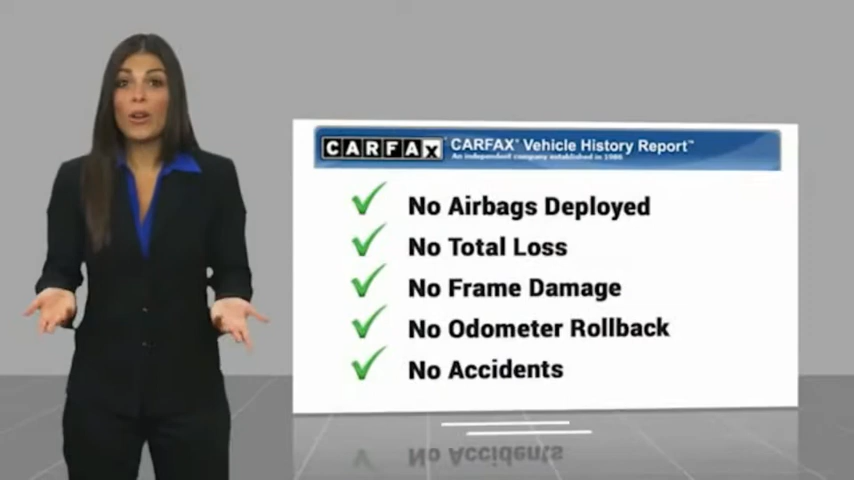 CARFAX
CARFAX® Vehicle History Report™
An independent company established in 1986
No Airbags Deployed
No Total Loss
No Frame Damage
No Odometer Rollback
No Accidents
No Accidents